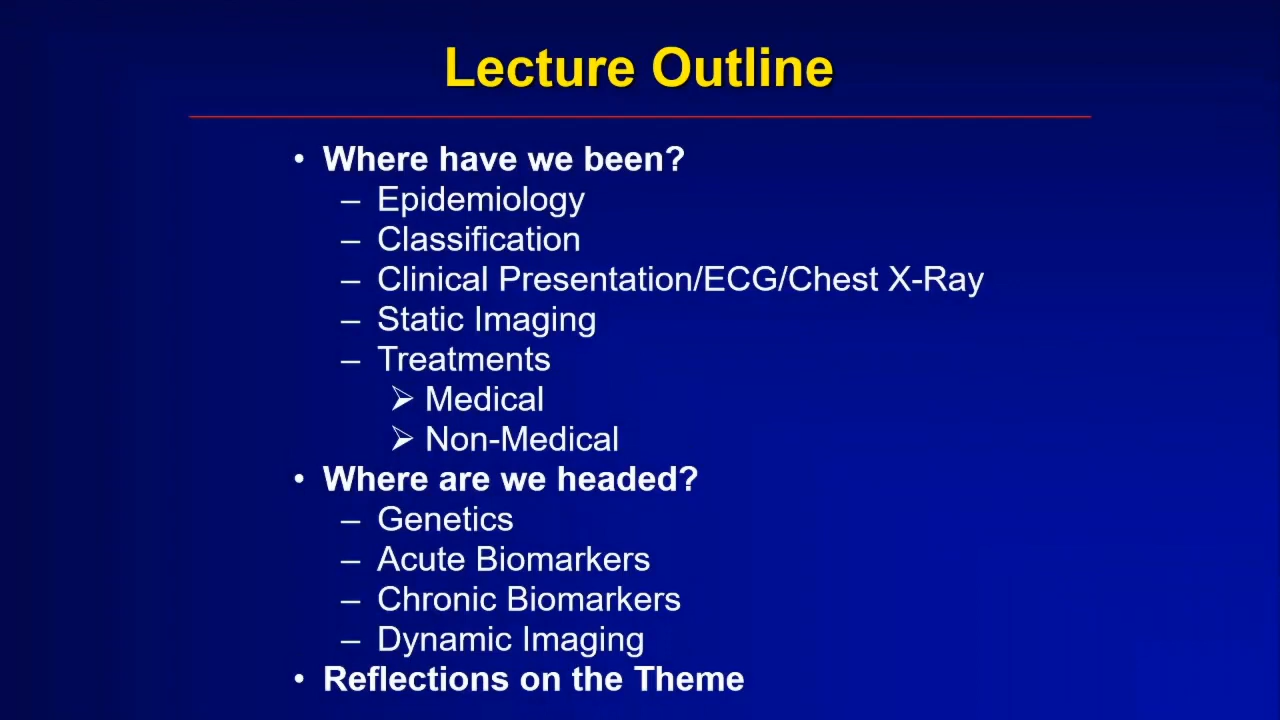 Lecture Outline
• Where have we been?
– Epidemiology
– Classification
– Clinical Presentation/ECG/Chest X-Ray
– Static Imaging
– Treatments
➢ Medical
➢ Non-Medical
• Where are we headed?
– Genetics
– Acute Biomarkers
– Chronic Biomarkers
– Dynamic Imaging
• Reflections on the Theme